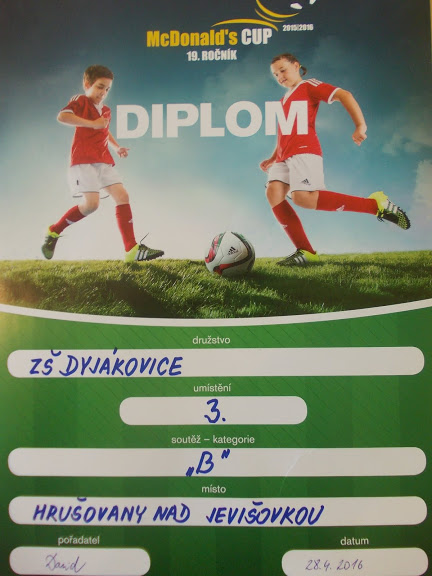 McDonald's CUP 2015|2016
19. ROČNÍK
DIPLOM
družstvo
ZŠ DYJÁKOVICE
umístění
3.
soutěž – kategorie
„B"
místo
HRUŠOVANY NAD JEVIŠOVKOU
pořadatel datum
28.4. 2016